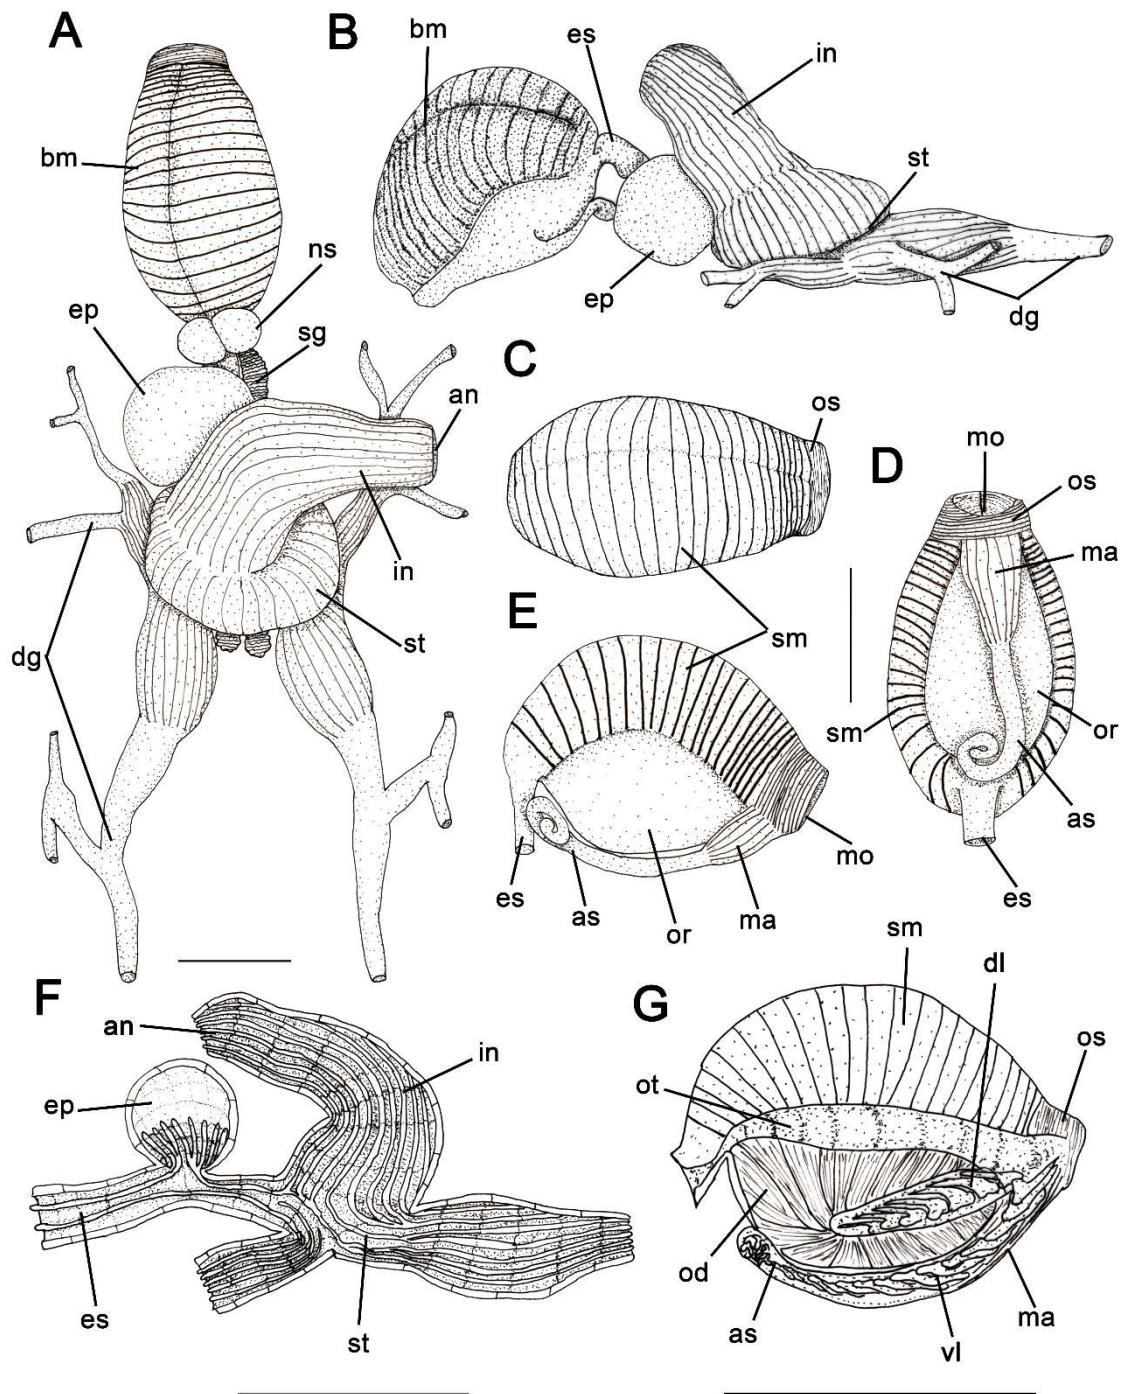 A
bm
ns
ep
sg
an
in
st
dg
B
bm
es
in
st
ep
dg
C
os
sm
D
mo
os
ma
sm
or
as
es
E
mo
es
as
or
ma
F
an
in
ep
es
st
G
sm
dl
os
ot
od
as
vl
ma